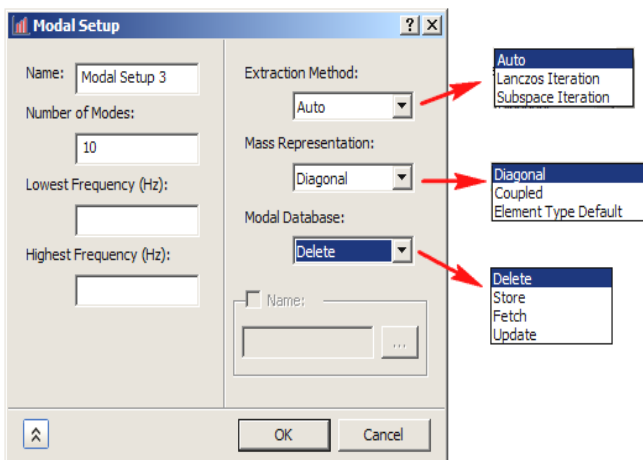 Modal Setup
?
Name:
Modal Setup 3
Number of Modes:
10
Lowest Frequency (Hz):
Highest Frequency (Hz):
Extraction Method:
Auto
Mass Representation:
Diagonal
Modal Database:
Delete
Name:
...
OK
Cancel
Auto
Lanczos Iteration
Subspace Iteration
Diagonal
Coupled
Element Type Default
Delete
Store
Fetch
Update